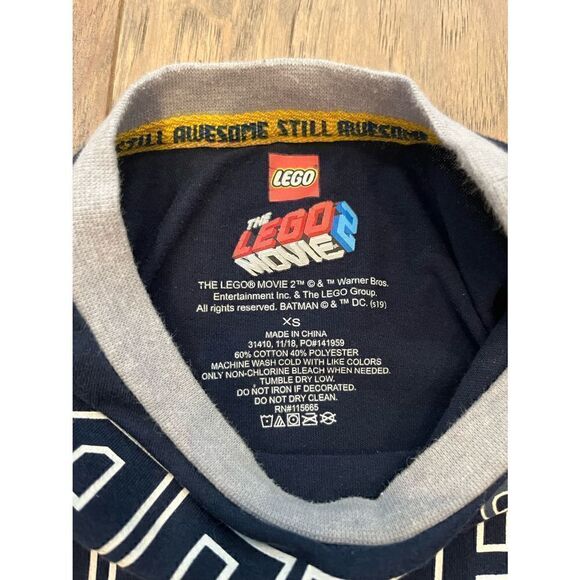 STILL AWESOME STILL AWESOME
LEGO
THE
LEGO
MOVIE 2
THE LEGO® MOVIE 2™ © & ™ Warner Bros.
Entertainment Inc. & The LEGO Group.
All rights reserved. BATMAN © & ™ DC. (s19)
XS
MADE IN CHINA
31410, 11/18, PO#141959
60% COTTON 40% POLYESTER
MACHINE WASH COLD WITH LIKE COLORS
ONLY NON-CHLORINE BLEACH WHEN NEEDED.
TUMBLE DRY LOW.
DO NOT IRON IF DECORATED.
DO NOT DRY CLEAN.
RN#115665